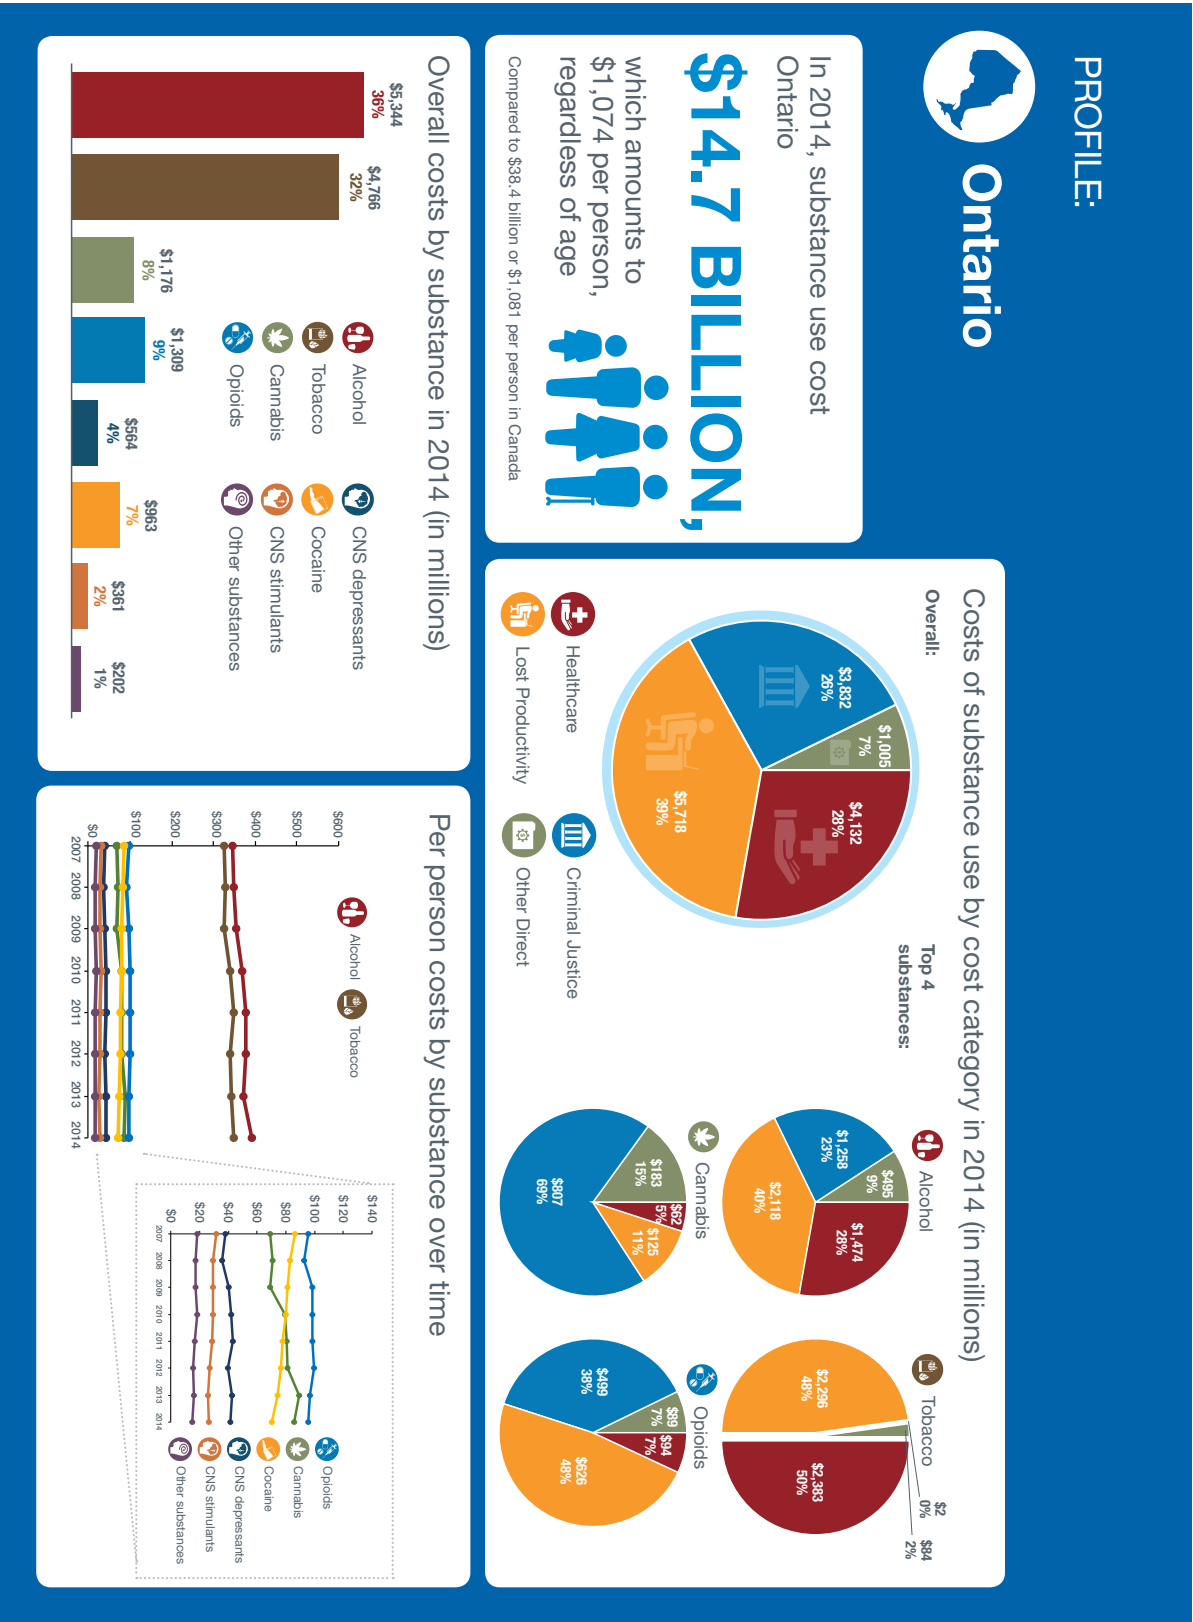 PROFILE:
Ontario
In 2014, substance use cost
Ontario
$14.7 BILLION,
which amounts to
$1,074 per person,
regardless of age
Compared to $38.4 billion or $1,081 per person in Canada
Overall costs by substance in 2014 (in millions)
$5,344
36%
$4,766
32%
$1,176
8%
$1,309
9%
$564
4%
$963
7%
$361
2%
$202
1%
Alcohol
Tobacco
Cannabis
Opioids
CNS depressants
Cocaine
CNS stimulants
Other substances
Costs of substance use by cost category in 2014 (in millions)
Overall:
$3,832
26%
$1,005
7%
$4,132
28%
$5,718
39%
Healthcare
Lost Productivity
Criminal Justice
Other Direct
Top 4
substances:
Alcohol
$1,258
23%
$495
9%
$1,474
28%
$2,118
40%
Tobacco
$2,296
48%
$2
0%
$84
2%
$2,383
50%
Cannabis
$807
69%
$183
15%
$62
5%
$125
11%
Opioids
$499
38%
$89
7%
$94
7%
$626
48%
Per person costs by substance over time
Alcohol
Tobacco
$600
$500
$400
$300
$200
$100
$0
2007 2008 2009 2010 2011 2012 2013 2014
$140
$120
$100
$80
$60
$40
$20
$0
2007 2008 2009 2010 2011 2012 2013 2014
Opioids
Cannabis
Cocaine
CNS depressants
CNS stimulants
Other substances